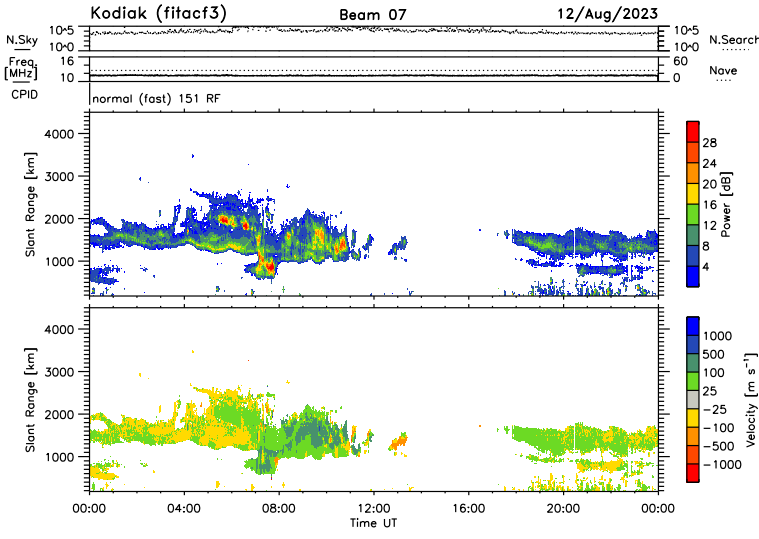 Kodiak (fitacf3) Beam 07 12/Aug/2023
N.Sky 10^5 10^0 10^5 10^0 N.Search
Freq. [MHz] 16 10 60 0 Nave
CPID normal (fast) 151 RF
Slant Range [km] 4000 3000 2000 1000
28 24 20 16 12 8 4 Power [dB]
Slant Range [km] 4000 3000 2000 1000
1000 500 100 25 −25 −100 −500 −1000 Velocity [m s⁻¹]
00:00 04:00 08:00 12:00 16:00 20:00 00:00
Time UT